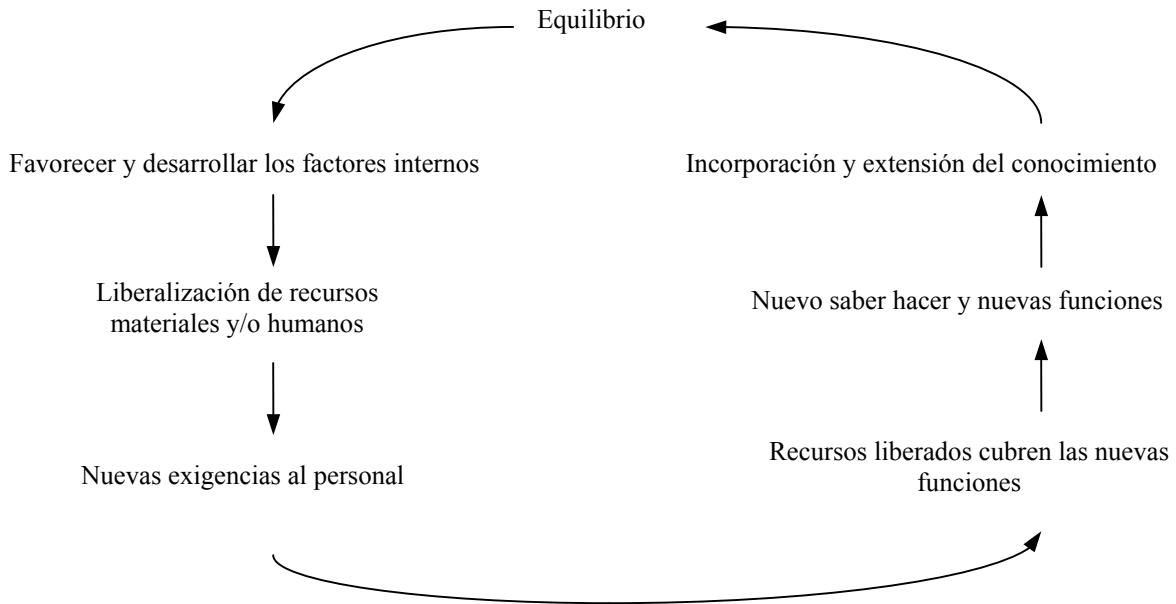 Equilibrio
Favorecer y desarrollar los factores internos
Incorporación y extensión del conocimiento
Liberalización de recursos
materiales y/o humanos
Nuevo saber hacer y nuevas funciones
Nuevas exigencias al personal
Recursos liberados cubren las nuevas
funciones